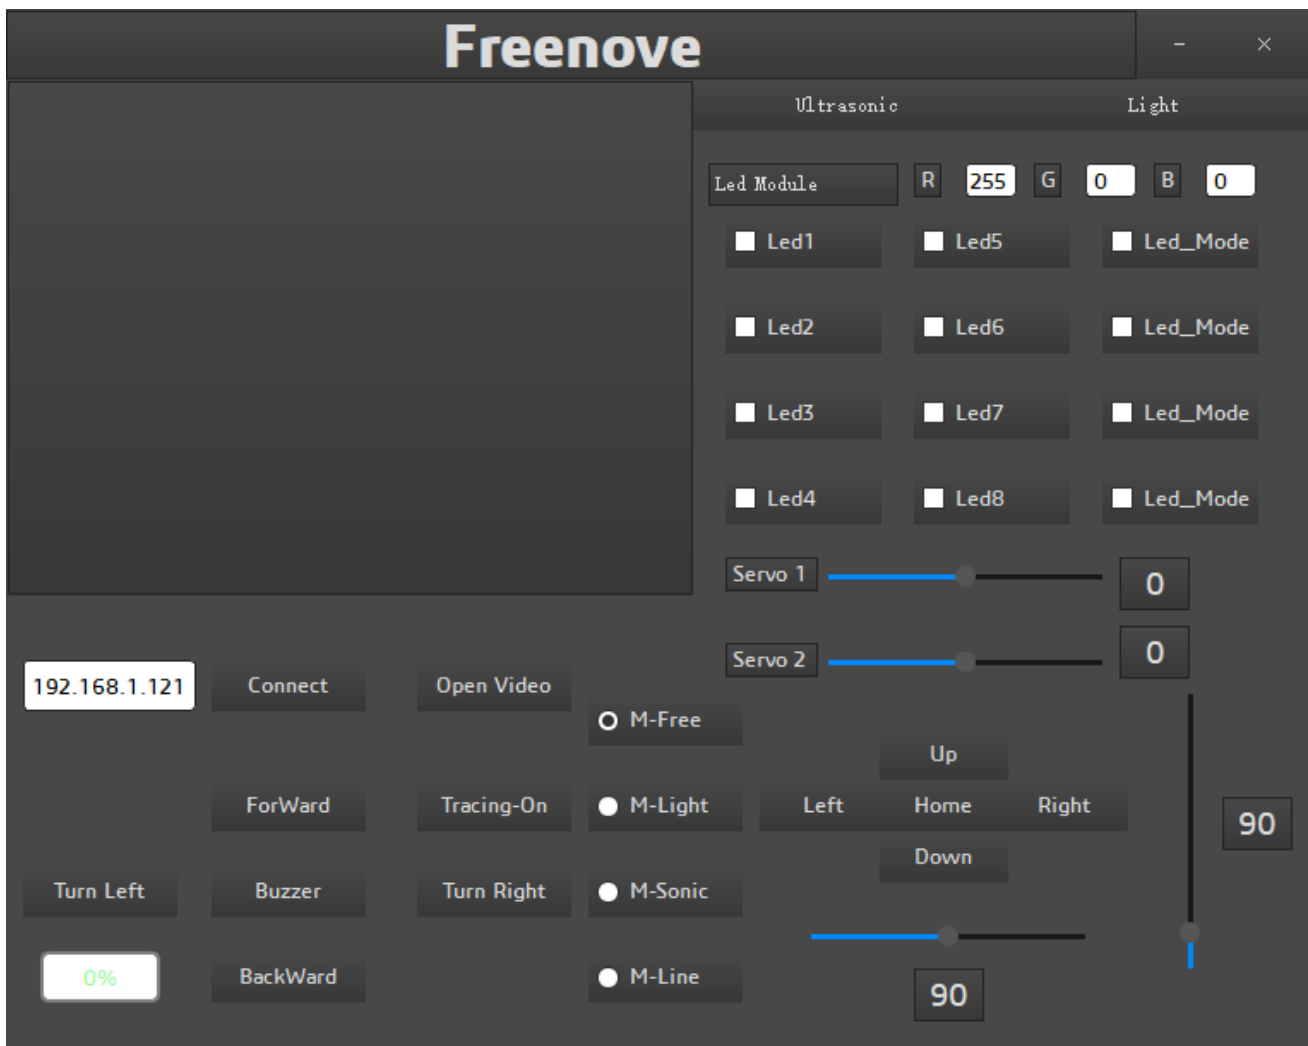 Freenove
Ultrasonic Light
Led Module R 255 G 0 B 0
Led1 Led5 Led_Mode
Led2 Led6 Led_Mode
Led3 Led7 Led_Mode
Led4 Led8 Led_Mode
Servo 1 0
Servo 2 0
192.168.1.121 Connect Open Video
M-Free
Up
ForWard Tracing-On M-Light Left Home Right
90
Down
Turn Left Buzzer Turn Right M-Sonic
0% BackWard M-Line
90